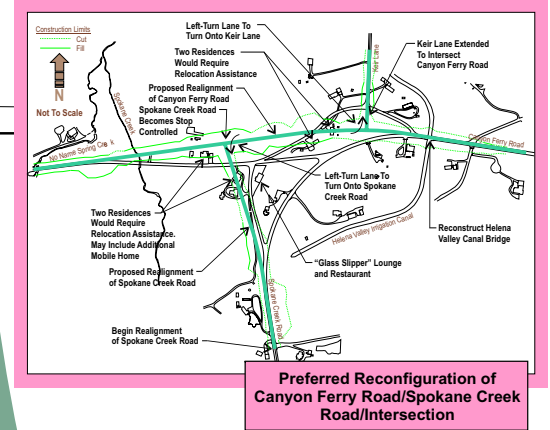 Construction Limits
Cut
Fill
N
Not To Scale
Left-Turn Lane To
Turn Onto Keir Lane
Two Residences
Would Require
Relocation Assistance
Proposed Realignment
of Canyon Ferry Road
Spokane Creek Road
Becomes Stop
Controlled
Keir Lane
Keir Lane Extended
To Intersect
Canyon Ferry Road
Spokane Creek
No Name Spring Creek
Canyon Ferry Road
Left-Turn Lane To
Turn Onto Spokane
Creek Road
Two Residences
Would Require
Relocation Assistance.
May Include Additional
Mobile Home
Helena Valley Irrigation Canal
Reconstruct Helena
Valley Canal Bridge
"Glass Slipper" Lounge
and Restaurant
Proposed Realignment
of Spokane Creek Road
Spokane Creek Road
Begin Realignment
of Spokane Creek Road
Preferred Reconfiguration of
Canyon Ferry Road/Spokane Creek
Road/Intersection